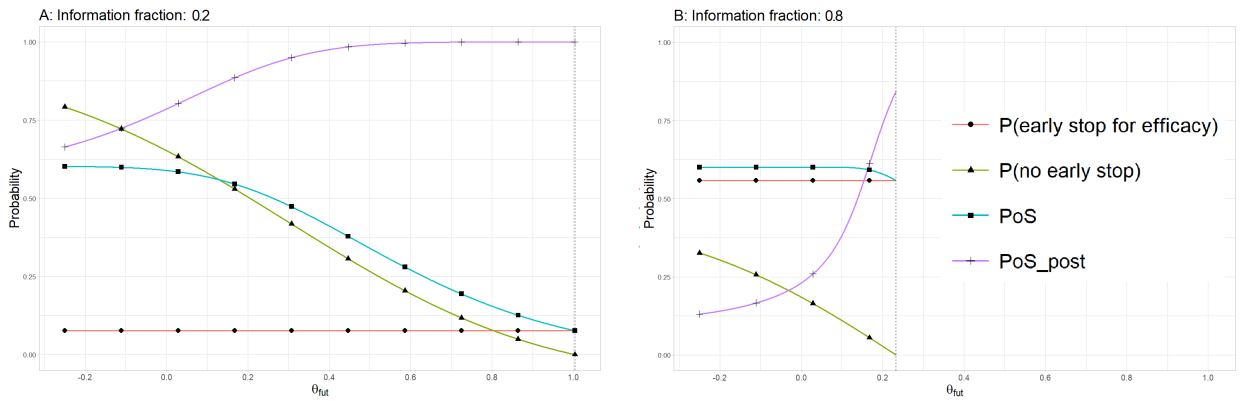 A: Information fraction: 0.2
1.00
0.75
0.50
0.25
0.00
Probability
-0.2
0.0
0.2
0.4
0.6
0.8
1.0
θfut
B: Information fraction: 0.8
1.00
0.75
0.50
0.25
0.00
Probability
-0.2
0.0
0.2
0.4
0.6
0.8
1.0
θfut
P(early stop for efficacy)
P(no early stop)
PoS
PoS_post